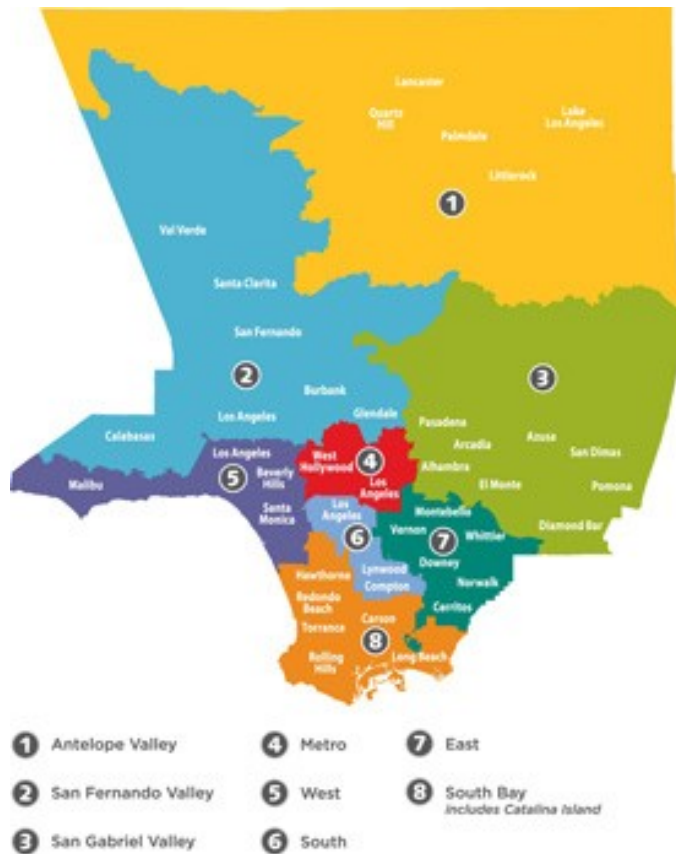 Lancaster
Quartz
Hill
Lake
Los Angeles
Palmdale
Littlerock
1
Val Verde
Santa Clarita
San Fernando
2
3
Burbank
Los Angeles
Glendale
Calabasas
Pasadena
Azuse
Arcadia
San Dimas
Los Angeles
West
Hollywood
4
Alhambra
5
Beverly
Hills
Malibu
Los
Angeles
El Monte
Pomona
Santa
Monica
Los
Angeles
Montebello
Diamond Bar
Vernon
Whittier
6
7
Downey
Hawthorne
Lynwood
Compton
Norwalk
Redondo
Beach
Cerritos
Carson
Torrance
8
Rolling
Hills
Long Beach
1 Antelope Valley
2 San Fernando Valley
3 San Gabriel Valley
4 Metro
5 West
6 South
7 East
8 South Bay
includes Catalina Island